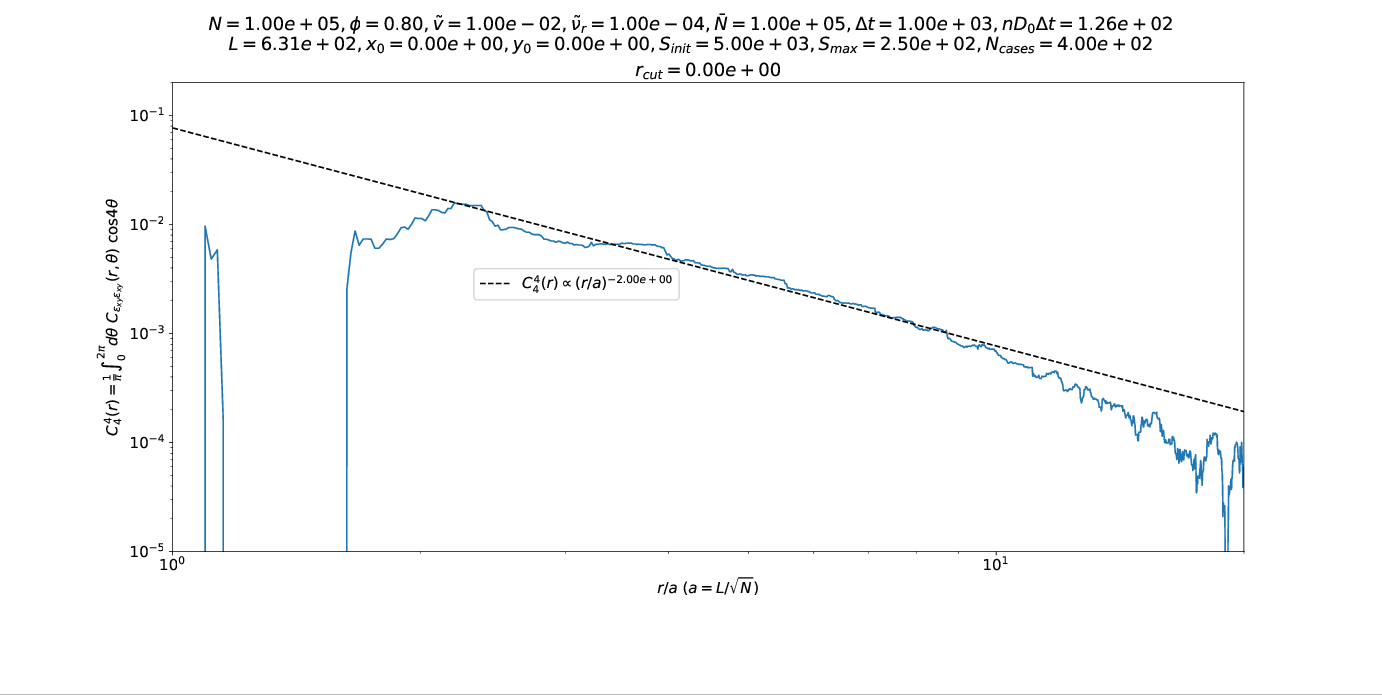 N = 1.00e + 05, ϕ = 0.80, ṽ = 1.00e − 02, ν̃_r = 1.00e − 04, N̄ = 1.00e + 05, Δt = 1.00e + 03, nD_0Δt = 1.26e + 02
L = 6.31e + 02, x_0 = 0.00e + 00, y_0 = 0.00e + 00, S_init = 5.00e + 03, S_max = 2.50e + 02, N_cases = 4.00e + 02
r_cut = 0.00e + 00
10^−1
10^−2
10^−3
10^−4
10^−5
C_4^4(r) = 1/π ∫_0^2π dθ C_ε_xyε_xy(r, θ) cos4θ
C_4^4(r) ∝ (r/a)^−2.00e + 00
10^0
10^1
r/a (a = L/√N)